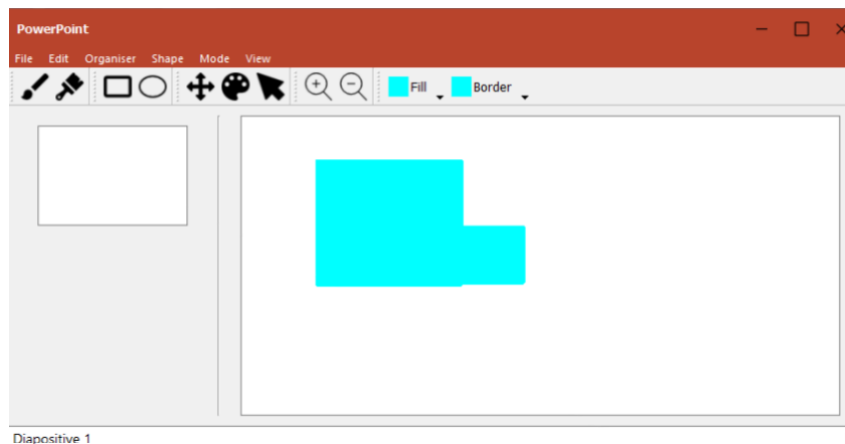 PowerPoint
File Edit Organiser Shape Mode View
Fill Border
Diapositive 1